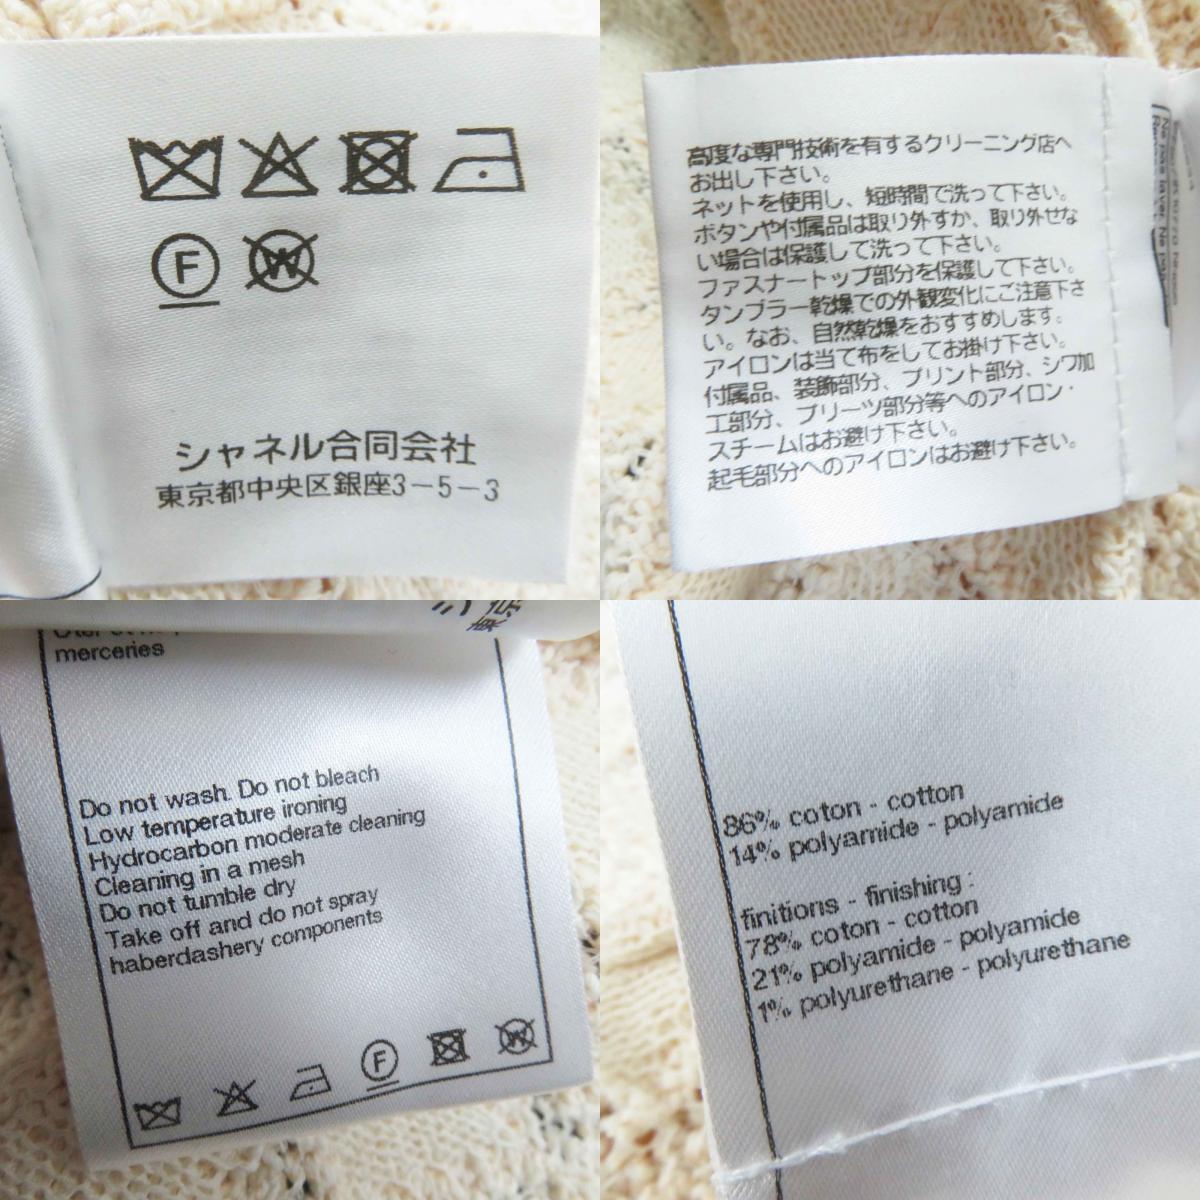 F
W
シャネル合同会社
東京都中央区銀座3-5-3
高度な専門技術を有するクリーニング店へ
お出し下さい。
ネットを使用し、短時間で洗って下さい。
ボタンや付属品は取り外すか、取り外せな
い場合は保護して洗って下さい。
ファスナートップ部分を保護して下さい。
タンブラー乾燥での外観変化にご注意下さ
い。なお、自然乾燥をおすすめします。
アイロンは当て布をしてお掛け下さい。
付属品、装飾部分、プリント部分、シワ加
工部分、プリーツ部分等へのアイロン・
スチームはお避け下さい。
起毛部分へのアイロンはお避け下さい。
merceries
Do not wash. Do not bleach
Low temperature ironing
Hydrocarbon moderate cleaning
Cleaning in a mesh
Do not tumble dry
Take off and do not spray
haberdashery components
F
W
86% coton - cotton
14% polyamide - polyamide
finitions - finishing :
78% coton - cotton
21% polyamide - polyamide
1% polyurethane - polyurethane